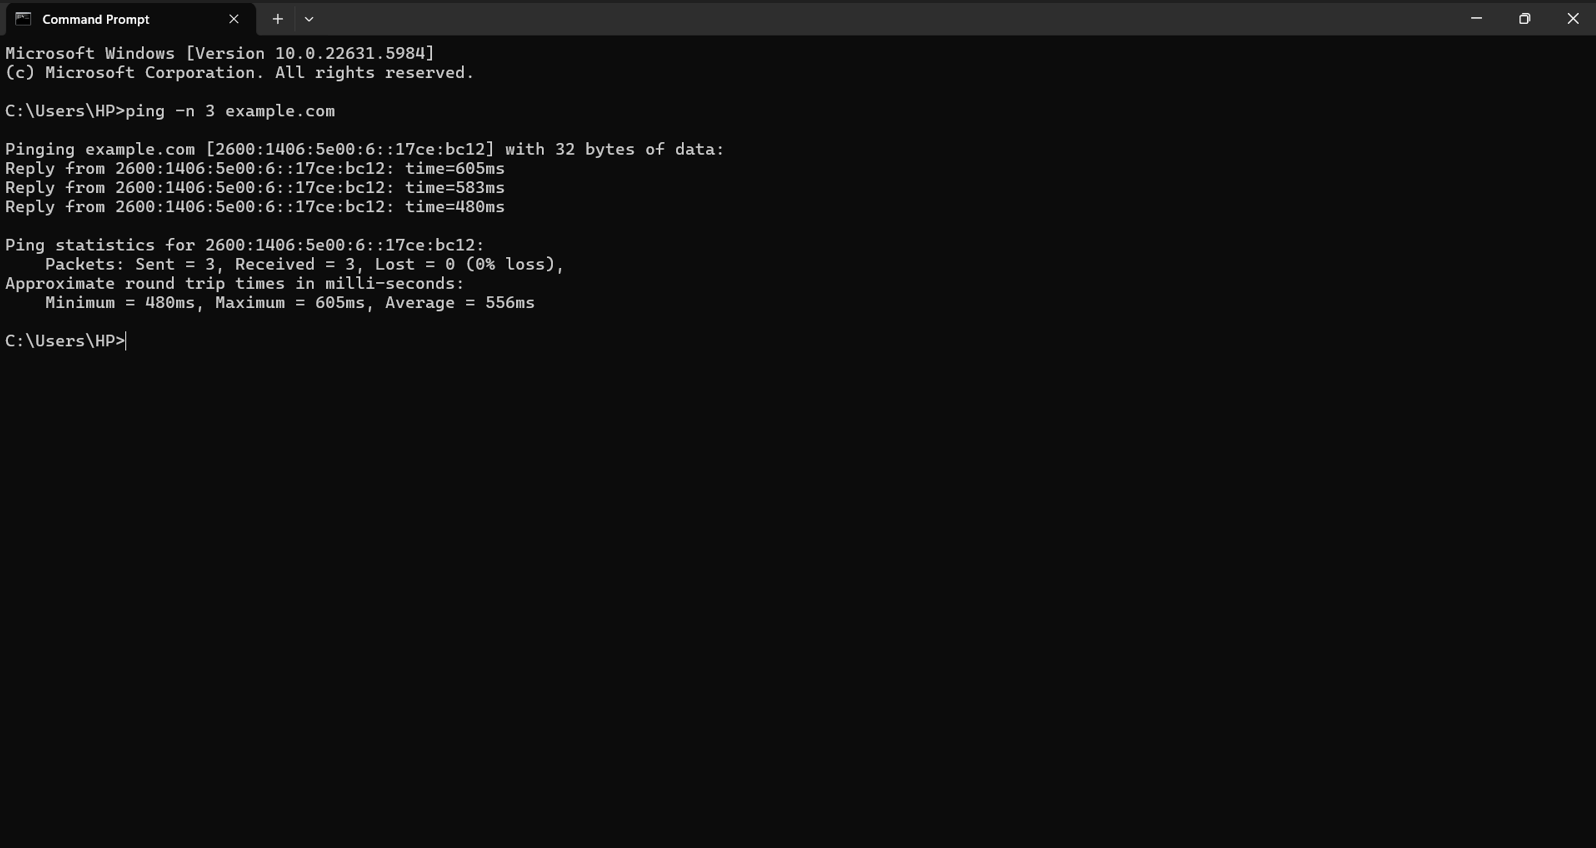 Command Prompt
Microsoft Windows [Version 10.0.22631.5984]
(c) Microsoft Corporation. All rights reserved.
C:\Users\HP>ping -n 3 example.com
Pinging example.com [2600:1406:5e00:6::17ce:bc12] with 32 bytes of data:
Reply from 2600:1406:5e00:6::17ce:bc12: time=605ms
Reply from 2600:1406:5e00:6::17ce:bc12: time=583ms
Reply from 2600:1406:5e00:6::17ce:bc12: time=480ms
Ping statistics for 2600:1406:5e00:6::17ce:bc12:
    Packets: Sent = 3, Received = 3, Lost = 0 (0% loss),
Approximate round trip times in milli-seconds:
    Minimum = 480ms, Maximum = 605ms, Average = 556ms
C:\Users\HP>